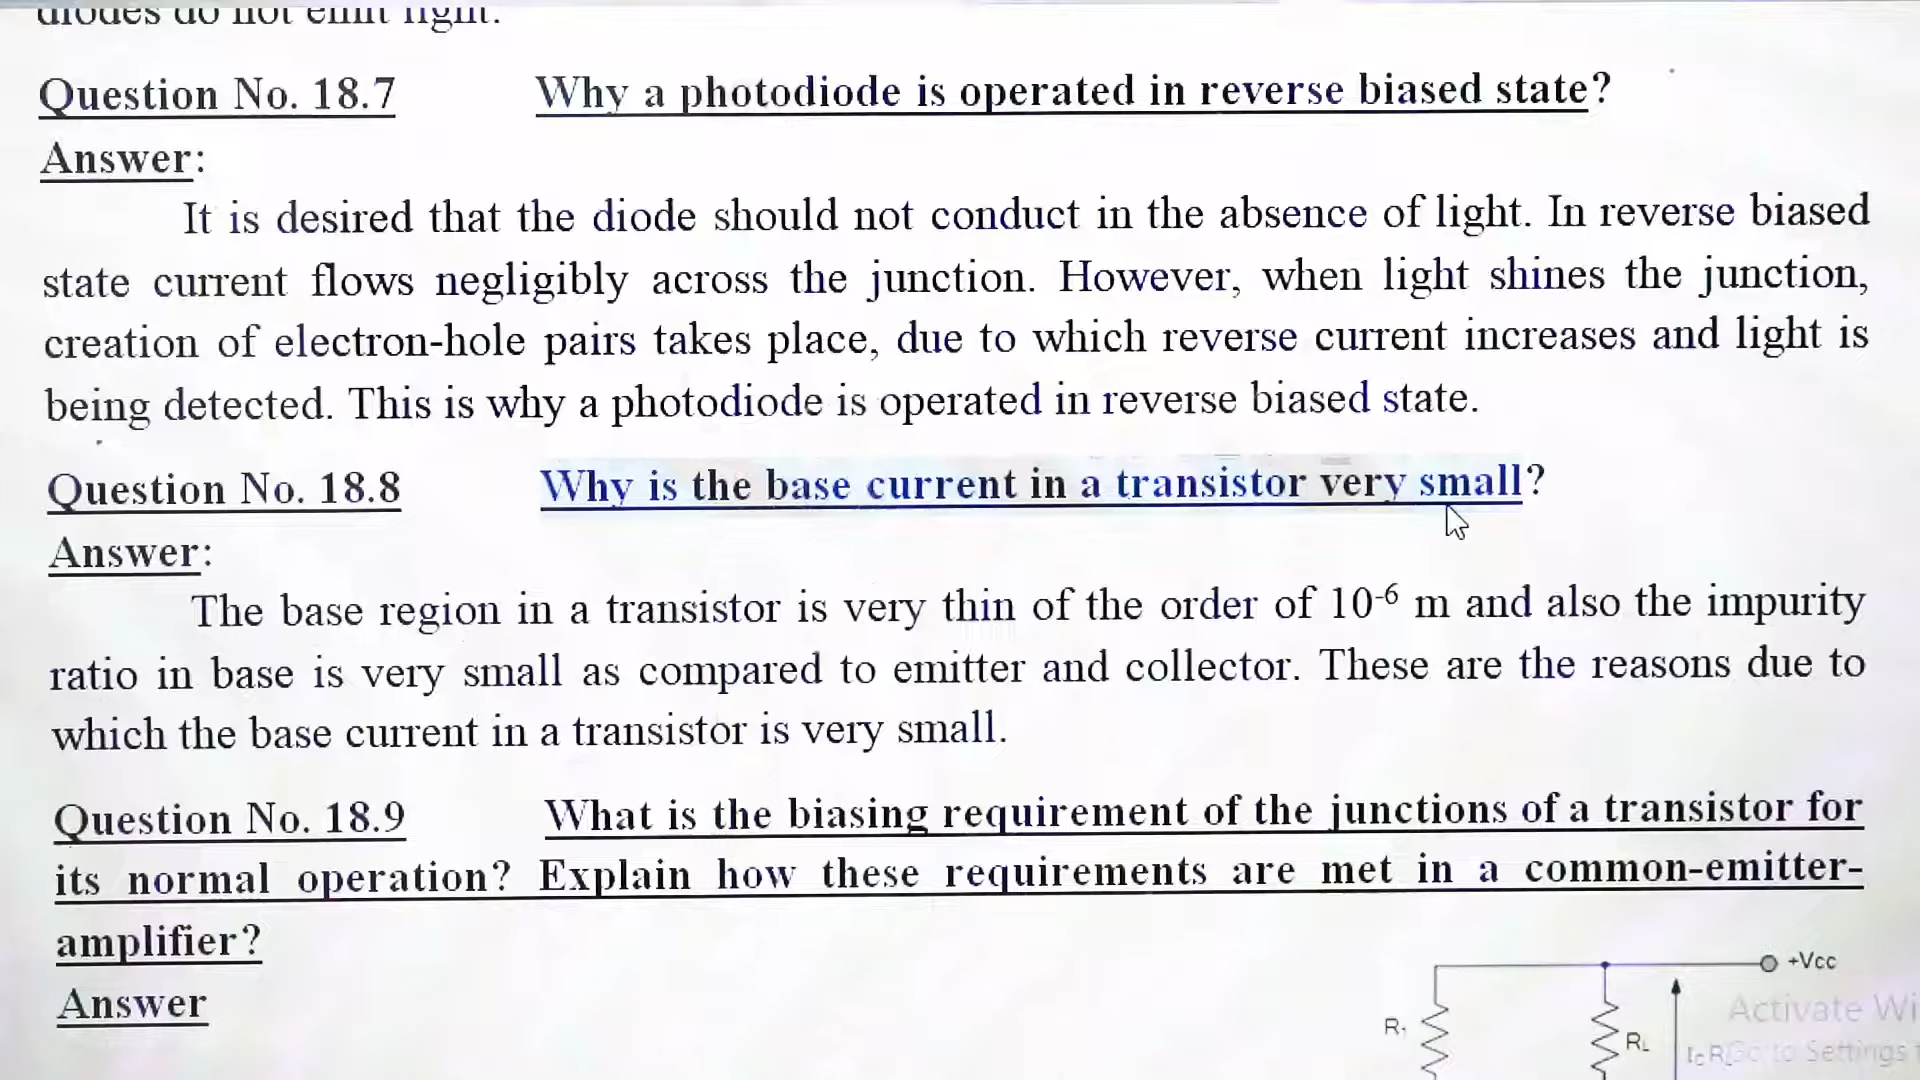 diodes do not emit light.
Question No. 18.7 Why a photodiode is operated in reverse biased state?
Answer:
It is desired that the diode should not conduct in the absence of light. In reverse biased
state current flows negligibly across the junction. However, when light shines the junction,
creation of electron-hole pairs takes place, due to which reverse current increases and light is
being detected. This is why a photodiode is operated in reverse biased state.
Question No. 18.8 Why is the base current in a transistor very small?
Answer:
The base region in a transistor is very thin of the order of 10⁻⁶ m and also the impurity
ratio in base is very small as compared to emitter and collector. These are the reasons due to
which the base current in a transistor is very small.
Question No. 18.9 What is the biasing requirement of the junctions of a transistor for
its normal operation? Explain how these requirements are met in a common-emitter-
amplifier?
Answer
+Vcc
Activate Wi
R₁
RL
Go to Settings